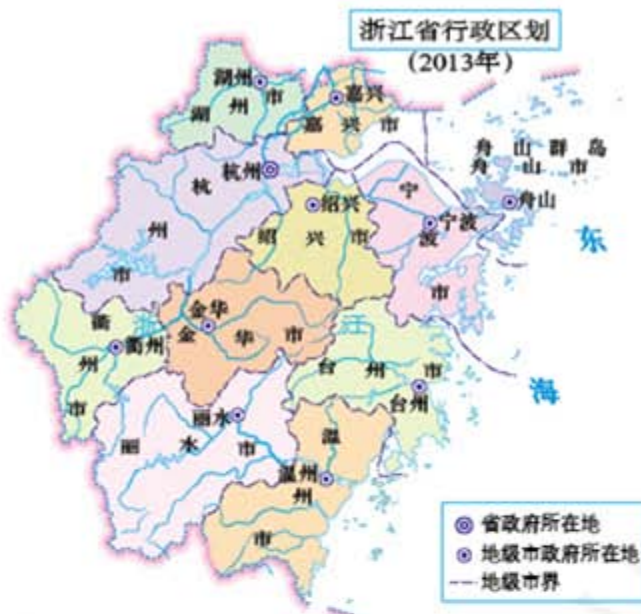 浙江省行政区划
(2013年)
湖州
湖州市
嘉兴
嘉兴市
舟山群岛
舟山市
舟山
杭州
杭州市
绍兴
绍兴市
宁波
宁波市
东海
衢州
衢州市
金华
金华市
浙江
台州市
台州
丽水
丽水市
温州
温州市
省政府所在地
地级市政府所在地
地级市界